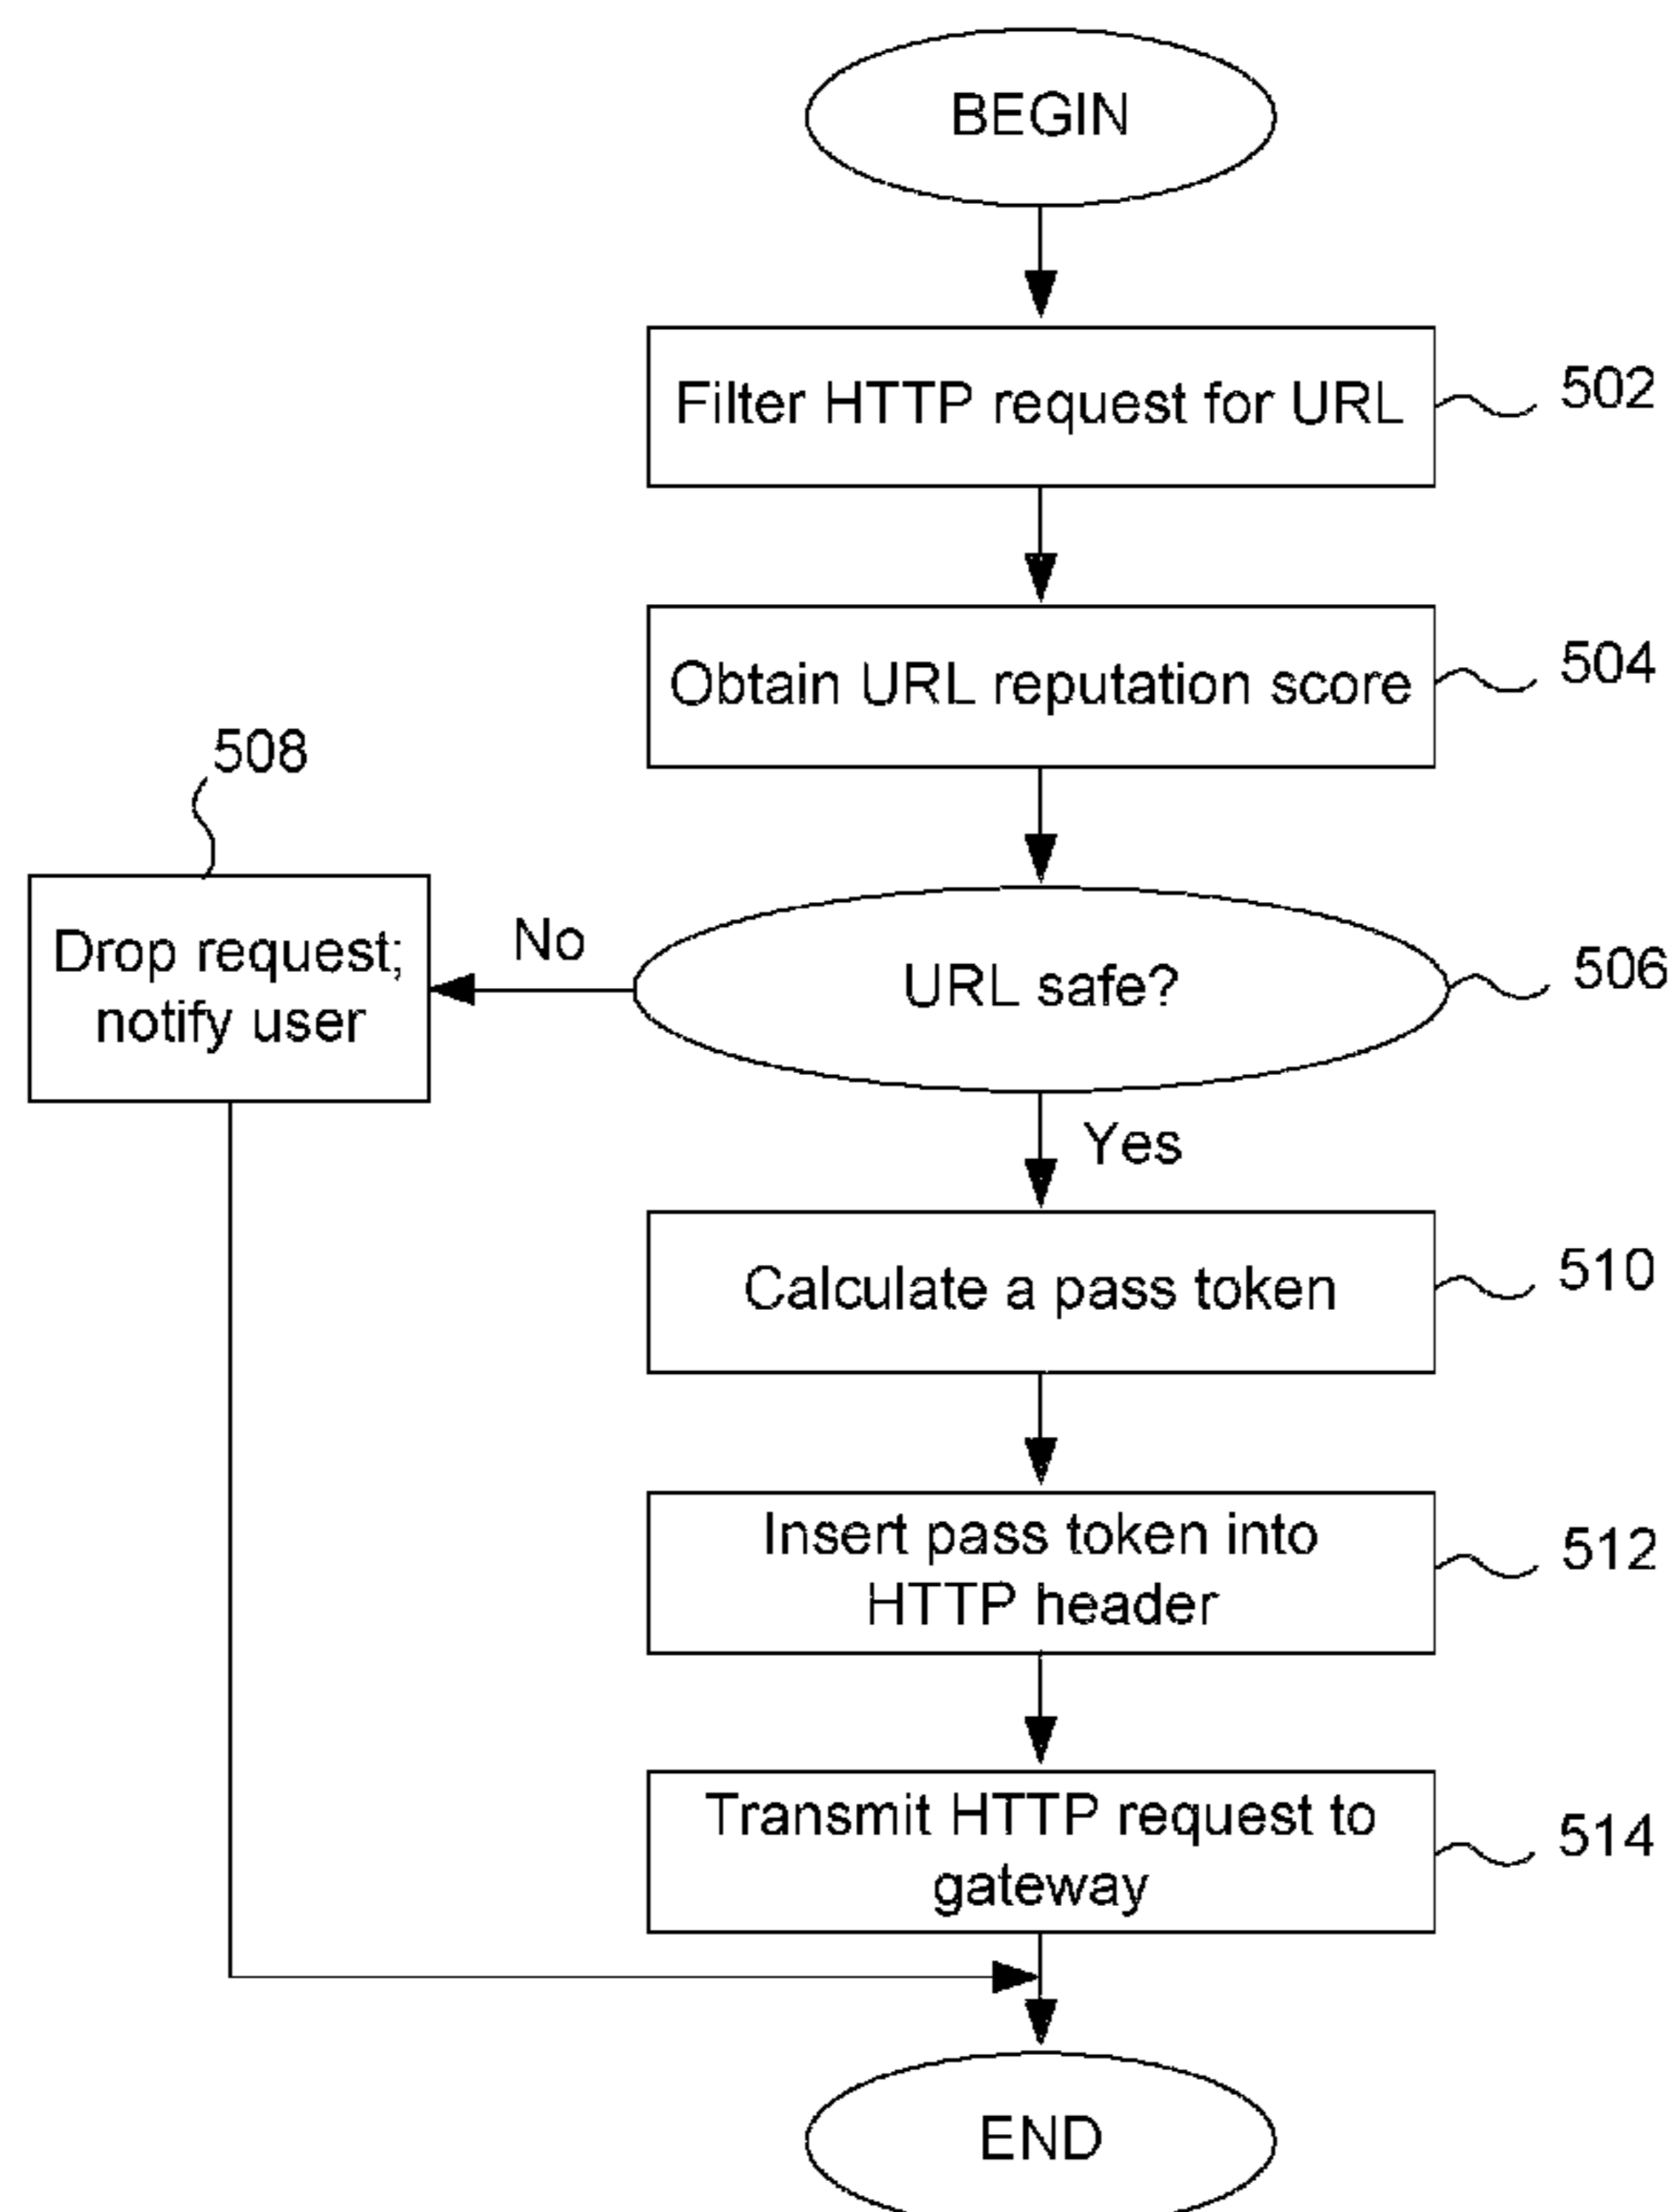 BEGIN
Filter HTTP request for URL
502
Obtain URL reputation score
504
508
Drop request;
notify user
No
URL safe?
506
Yes
Calculate a pass token
510
Insert pass token into
HTTP header
512
Transmit HTTP request to
gateway
514
END